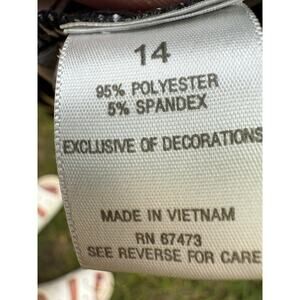 14
95% POLYESTER
5% SPANDEX
EXCLUSIVE OF DECORATIONS
MADE IN VIETNAM
RN 67473
SEE REVERSE FOR CARE